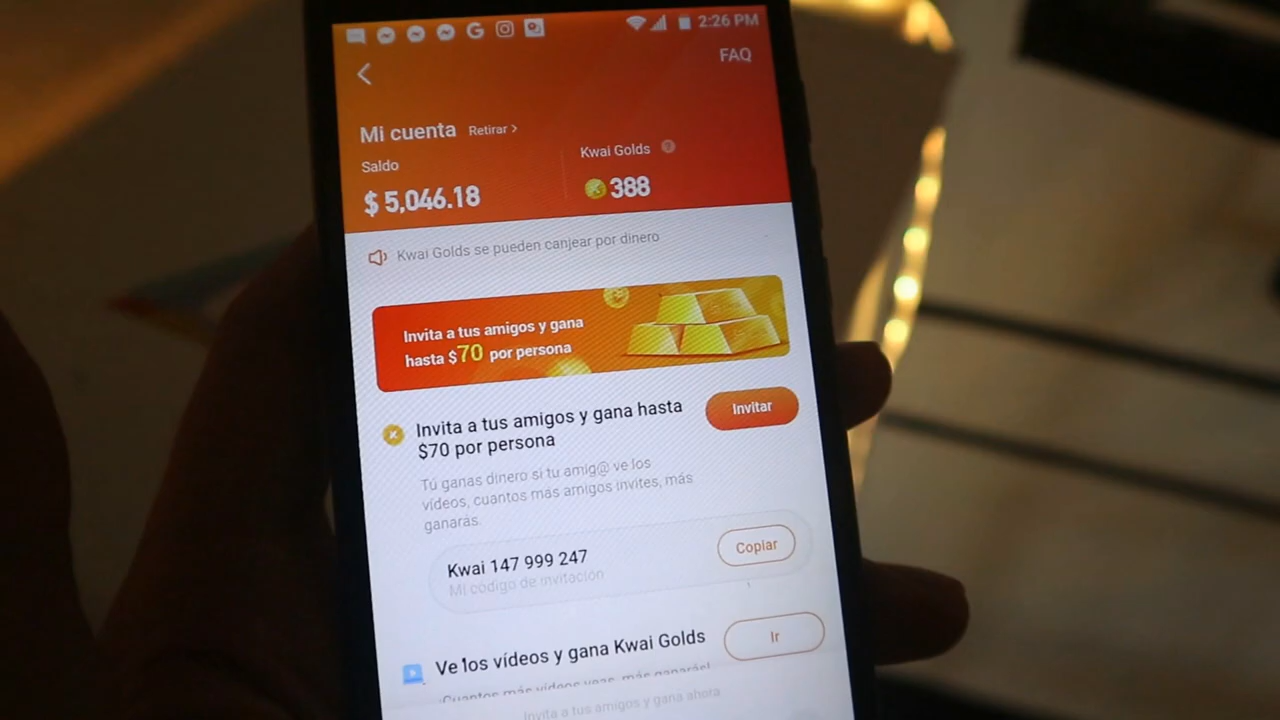 2:26 PM
FAQ
Mi cuenta Retirar >
Saldo
Kwai Golds
$ 5,046.18
388
Kwai Golds se pueden canjear por dinero
Invita a tus amigos y gana
hasta $70 por persona
Invita a tus amigos y gana hasta
$70 por persona
Invitar
Tú ganas dinero si tu amig@ ve los
vídeos, cuantos más amigos invites, más
ganarás.
Kwai 147 999 247
Mi código de invitación
Copiar
Ve los vídeos y gana Kwai Golds
Ir
¡Cuantos más vídeos veas, más ganarás!
Invita a tus amigos y gana ahora